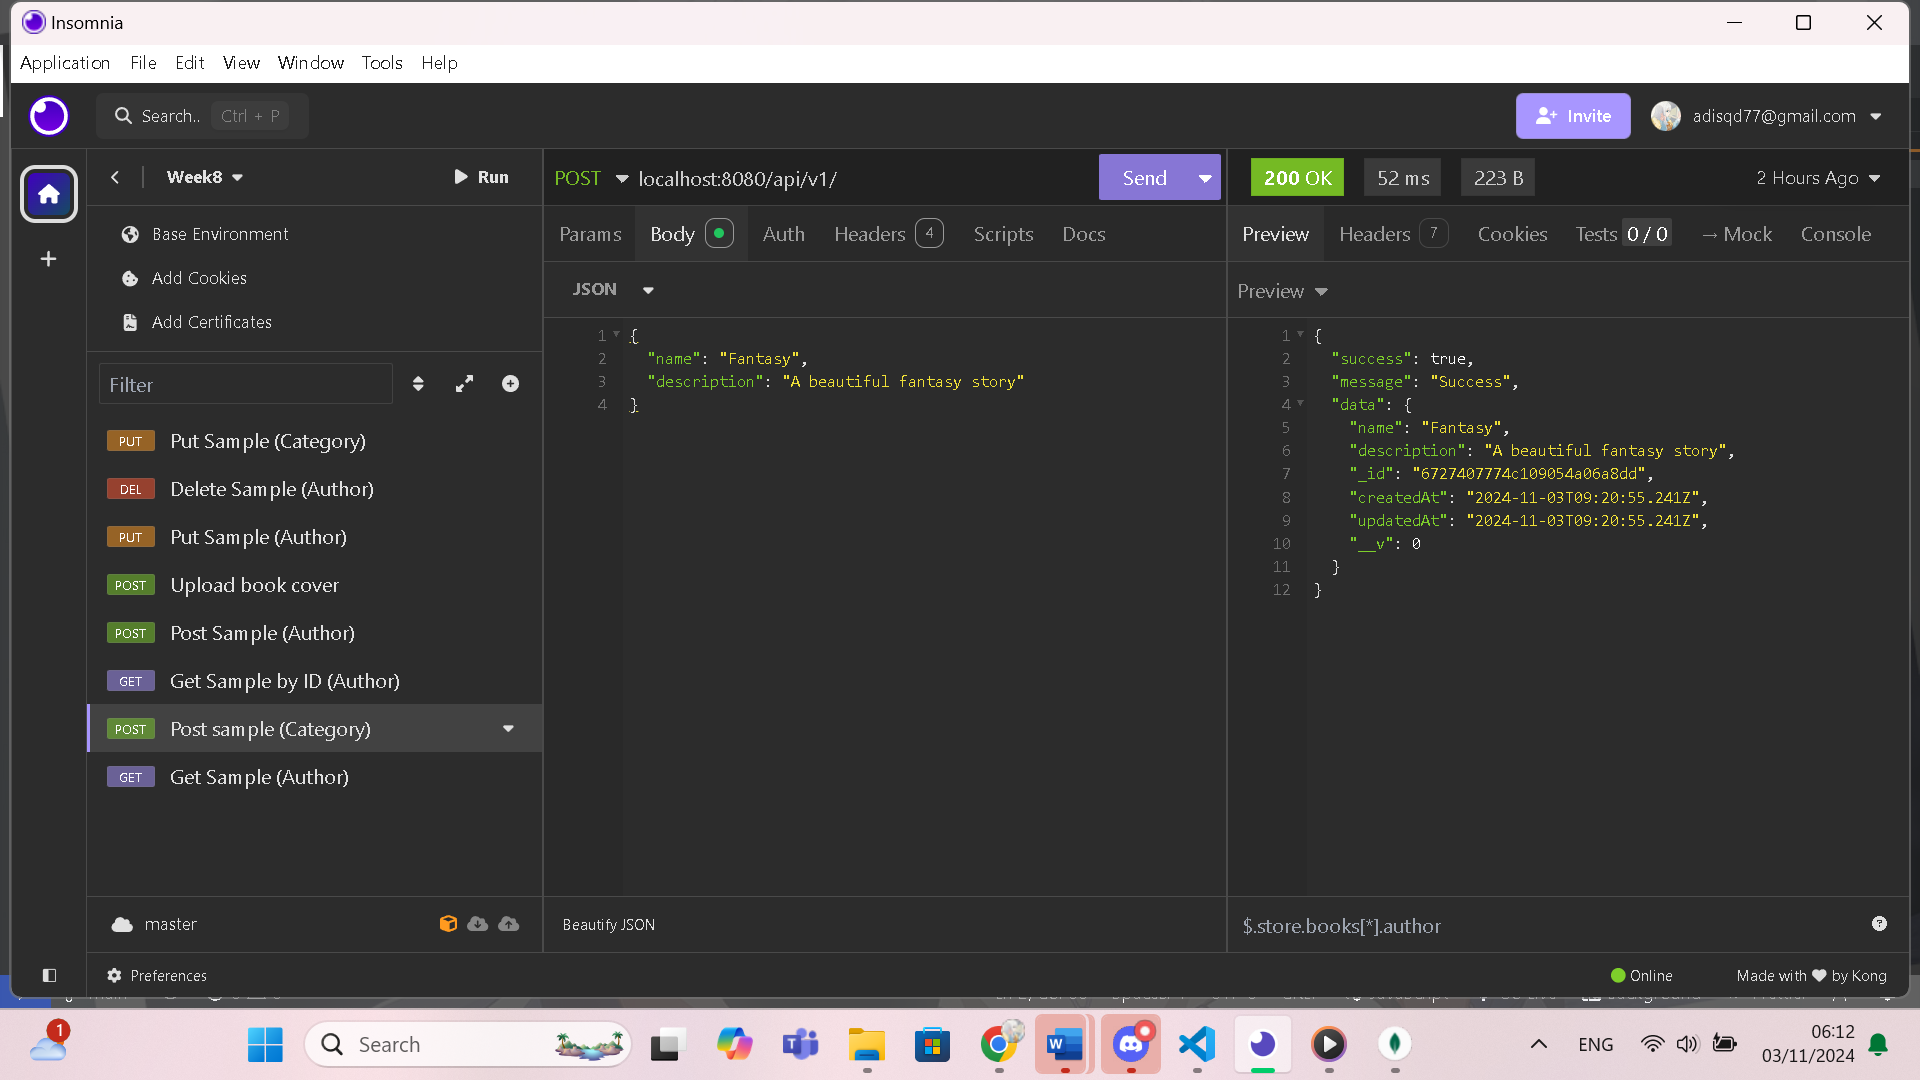 Insomnia
Application File Edit View Window Tools Help
Search.. Ctrl + P
Invite
adisqd77@gmail.com
Week8
Run
Base Environment
Add Cookies
Add Certificates
Filter
PUT Put Sample (Category)
DEL Delete Sample (Author)
PUT Put Sample (Author)
POST Upload book cover
POST Post Sample (Author)
GET Get Sample by ID (Author)
POST Post sample (Category)
GET Get Sample (Author)
master
Preferences
POST localhost:8080/api/v1/ Send
Params Body Auth Headers 4 Scripts Docs
JSON
1 {
2 "name": "Fantasy",
3 "description": "A beautiful fantasy story"
4 }
Beautify JSON
200 OK 52 ms 223 B 2 Hours Ago
Preview Headers 7 Cookies Tests 0 / 0 → Mock Console
Preview
1 {
2 "success": true,
3 "message": "Success",
4 "data": {
5 "name": "Fantasy",
6 "description": "A beautiful fantasy story",
7 "_id": "6727407774c109054a06a8dd",
8 "createdAt": "2024-11-03T09:20:55.241Z",
9 "updatedAt": "2024-11-03T09:20:55.241Z",
10 "__v": 0
11 }
12 }
$.store.books[*].author
Online
Made with ❤ by Kong
1
Search
ENG
06:12
03/11/2024